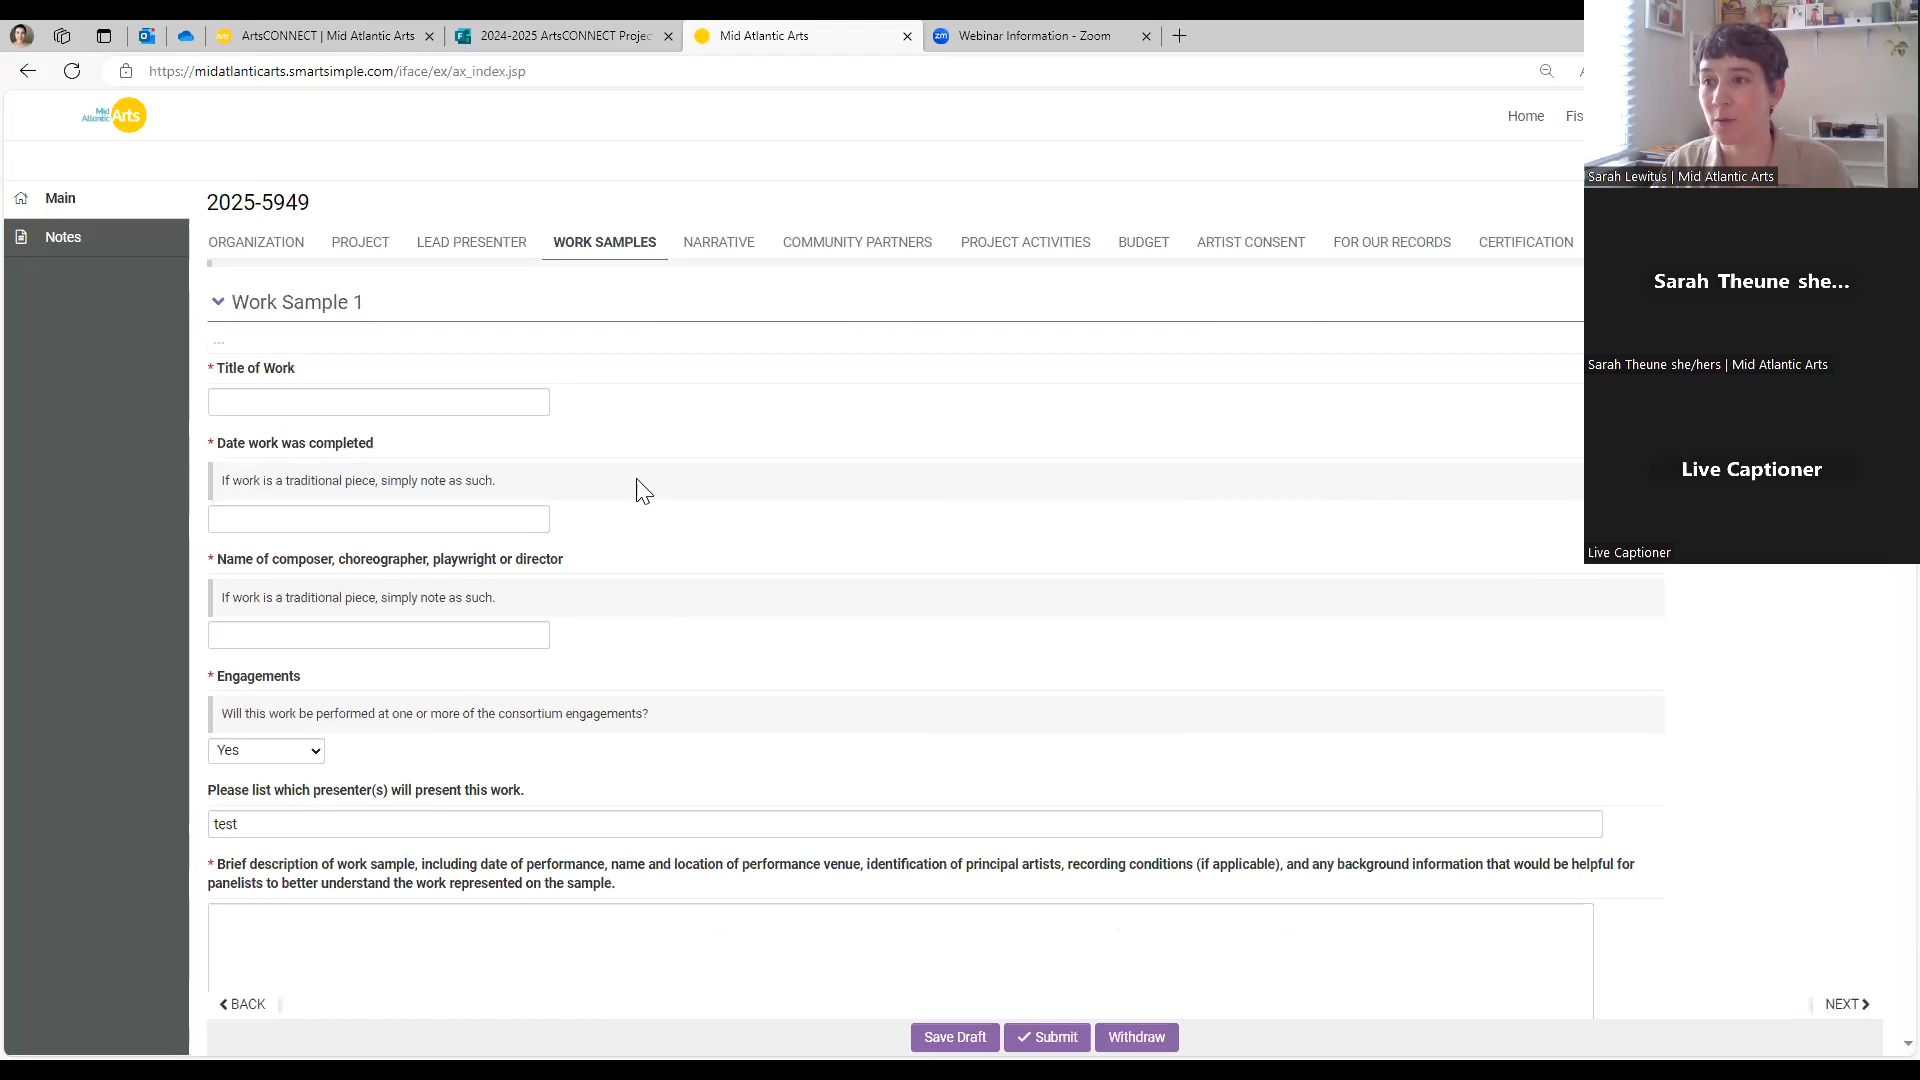 ArtsCONNECT | Mid Atlantic Arts
2024-2025 ArtsCONNECT Projec
Mid Atlantic Arts
zm
Webinar Information - Zoom
https://midatlanticarts.smartsimple.com/iface/ex/ax_index.jsp
Mid Atlantic Arts
Home
Fis
Sarah Lewitus | Mid Atlantic Arts
Main
Notes
2025-5949
ORGANIZATION PROJECT LEAD PRESENTER WORK SAMPLES NARRATIVE COMMUNITY PARTNERS PROJECT ACTIVITIES BUDGET ARTIST CONSENT FOR OUR RECORDS CERTIFICATION
Sarah Theune she...
Sarah Theune she/hers | Mid Atlantic Arts
Live Captioner
Live Captioner
Work Sample 1
...
* Title of Work
* Date work was completed
If work is a traditional piece, simply note as such.
* Name of composer, choreographer, playwright or director
If work is a traditional piece, simply note as such.
* Engagements
Will this work be performed at one or more of the consortium engagements?
Yes
Please list which presenter(s) will present this work.
test
* Brief description of work sample, including date of performance, name and location of performance venue, identification of principal artists, recording conditions (if applicable), and any background information that would be helpful for
panelists to better understand the work represented on the sample.
BACK
NEXT
Save Draft
Submit
Withdraw